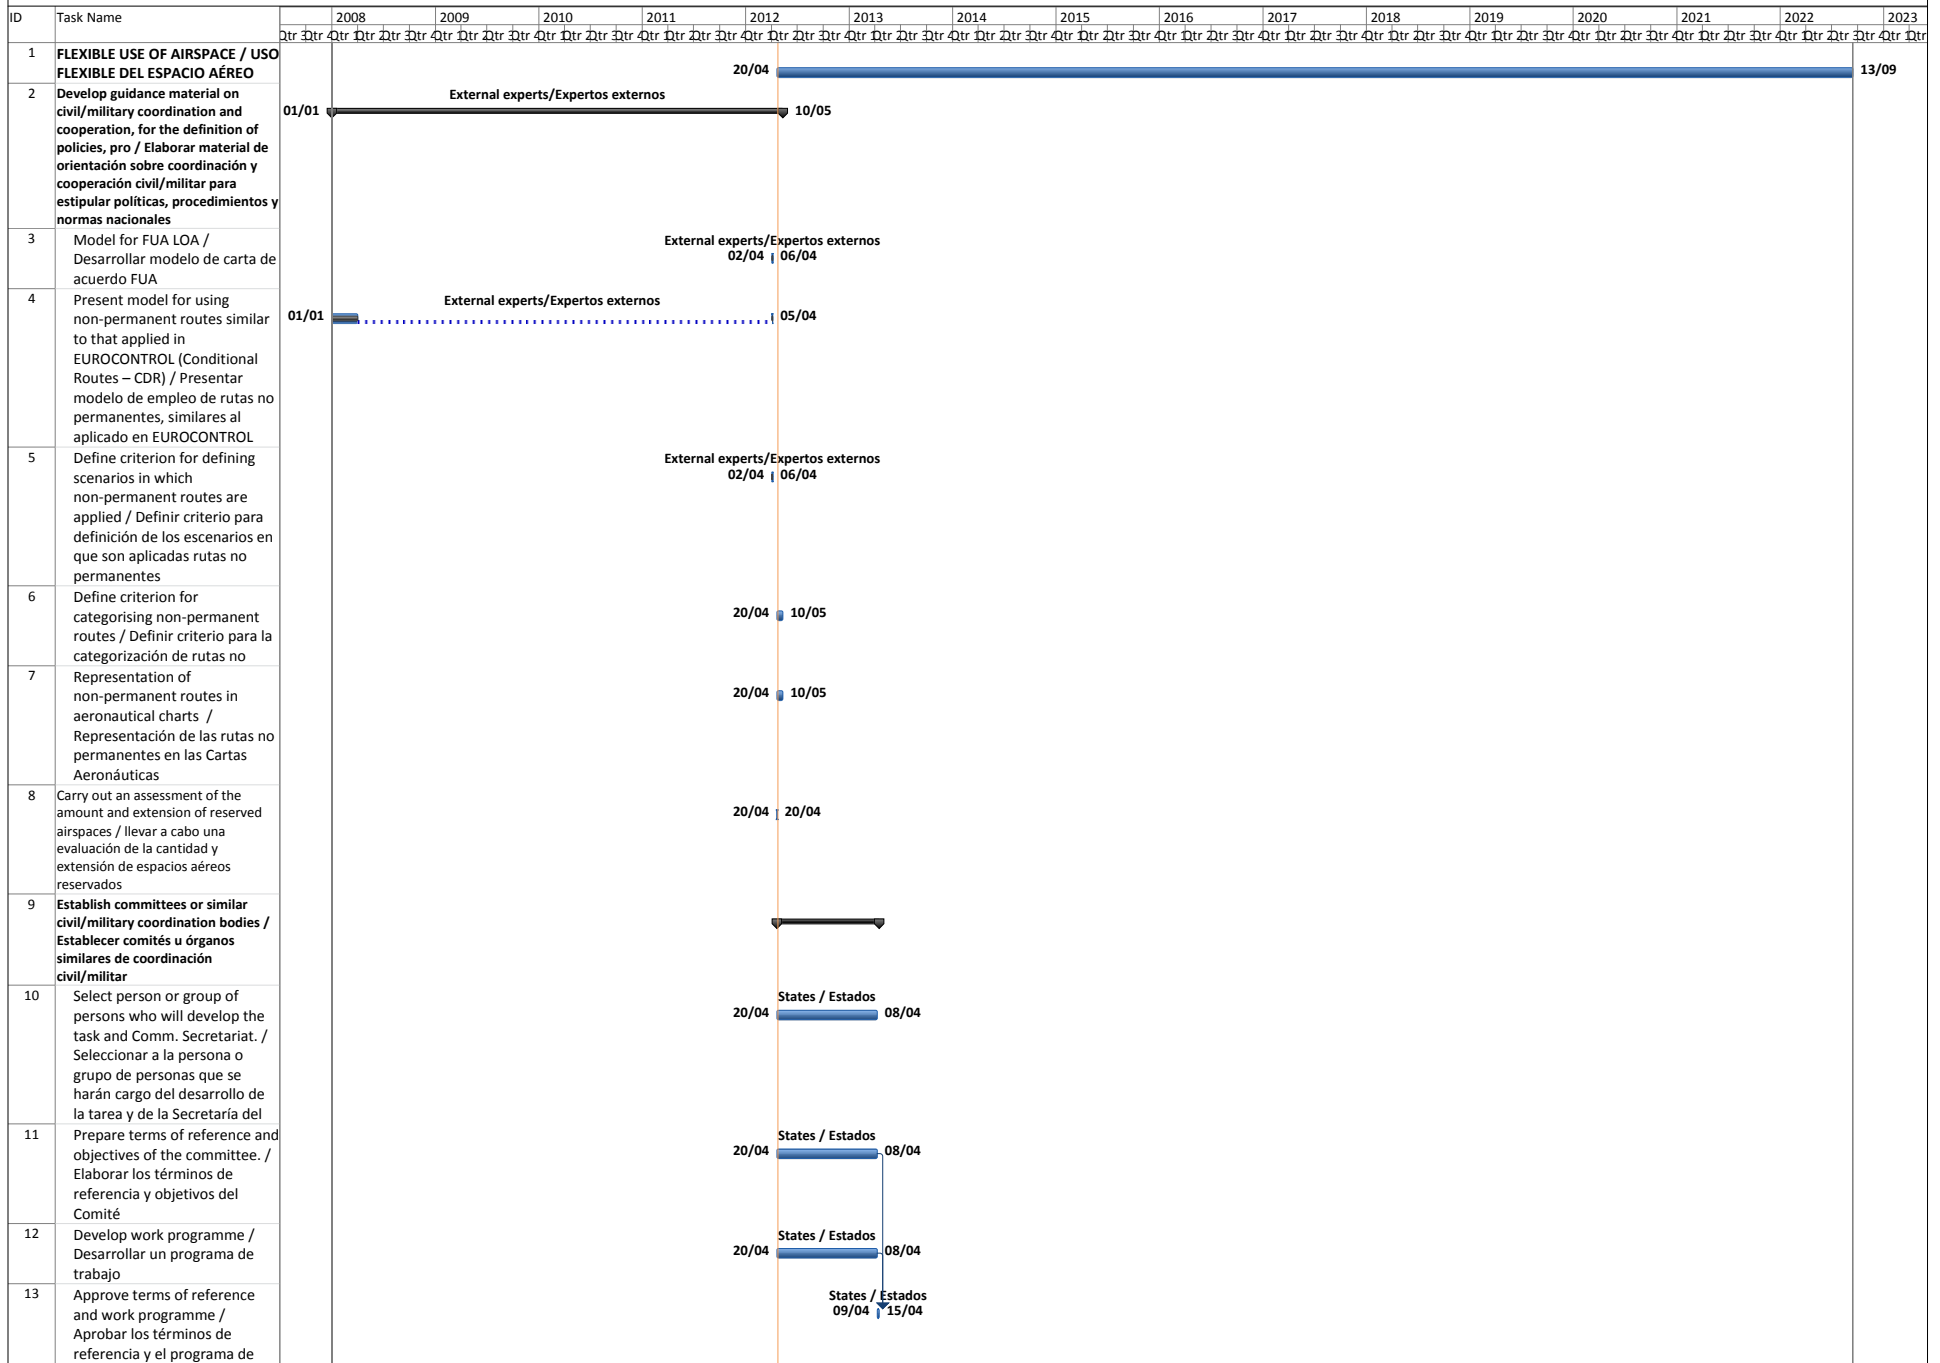 ID Task Name 2008 2009 2010 2011 2012 2013 2014 2015 2016 2017 2018 2019 2020 2021 2022 2023
1 FLEXIBLE USE OF AIRSPACE / USO
FLEXIBLE DEL ESPACIO AÉREO
20/04 13/09
2 Develop guidance material on
civil/military coordination and
cooperation, for the definition of
policies, pro / Elaborar material de
orientación sobre coordinación y
cooperación civil/militar para
estipular políticas, procedimientos y
normas nacionales
External experts/Expertos externos
01/01 10/05
3 Model for FUA LOA /
Desarrollar modelo de carta de
acuerdo FUA
External experts/Expertos externos
02/04 06/04
4 Present model for using
non-permanent routes similar
to that applied in
EUROCONTROL (Conditional
Routes – CDR) / Presentar
modelo de empleo de rutas no
permanentes, similares al
aplicado en EUROCONTROL
External experts/Expertos externos
01/01 05/04
5 Define criterion for defining
scenarios in which
non-permanent routes are
applied / Definir criterio para
definición de los escenarios en
que son aplicadas rutas no
permanentes
External experts/Expertos externos
02/04 06/04
6 Define criterion for
categorising non-permanent
routes / Definir criterio para la
categorización de rutas no
20/04 10/05
7 Representation of
non-permanent routes in
aeronautical charts /
Representación de las rutas no
permanentes en las Cartas
Aeronáuticas
20/04 10/05
8 Carry out an assessment of the
amount and extension of reserved
airspaces / llevar a cabo una
evaluación de la cantidad y
extensión de espacios aéreos
reservados
20/04 20/04
9 Establish committees or similar
civil/military coordination bodies /
Establecer comités u órganos
similares de coordinación
civil/militar
10 Select person or group of
persons who will develop the
task and Comm. Secretariat. /
Seleccionar a la persona o
grupo de personas que se
harán cargo del desarrollo de
la tarea y de la Secretaría del
States / Estados
20/04 08/04
11 Prepare terms of reference and
objectives of the committee. /
Elaborar los términos de
referencia y objetivos del
Comité
States / Estados
20/04 08/04
12 Develop work programme /
Desarrollar un programa de
trabajo
States / Estados
20/04 08/04
13 Approve terms of reference
and work programme /
Aprobar los términos de
referencia y el programa de
States / Estados
09/04 15/04